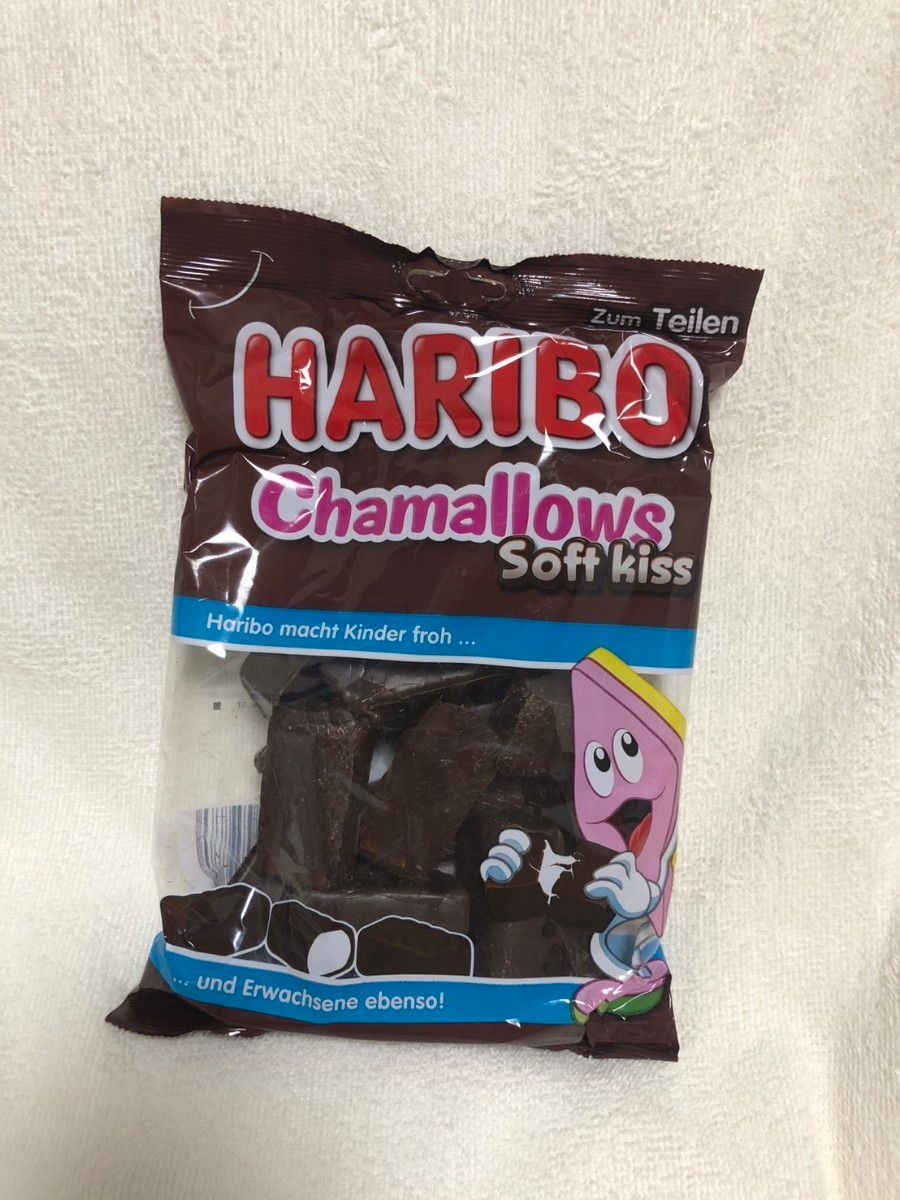 Zum Teilen
HARIBO
Chamallows
Soft kiss
Haribo macht Kinder froh ...
... und Erwachsene ebenso!